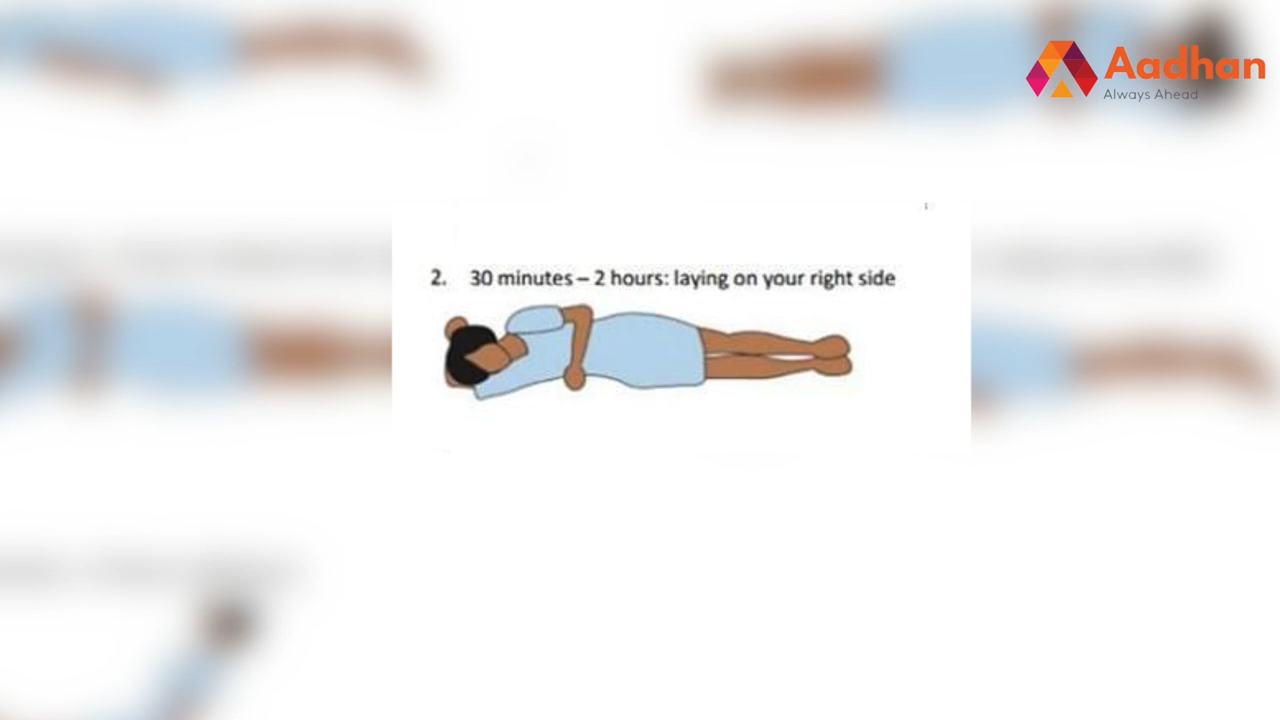 Aadhan
Always Ahead
2. 30 minutes – 2 hours: laying on your right side